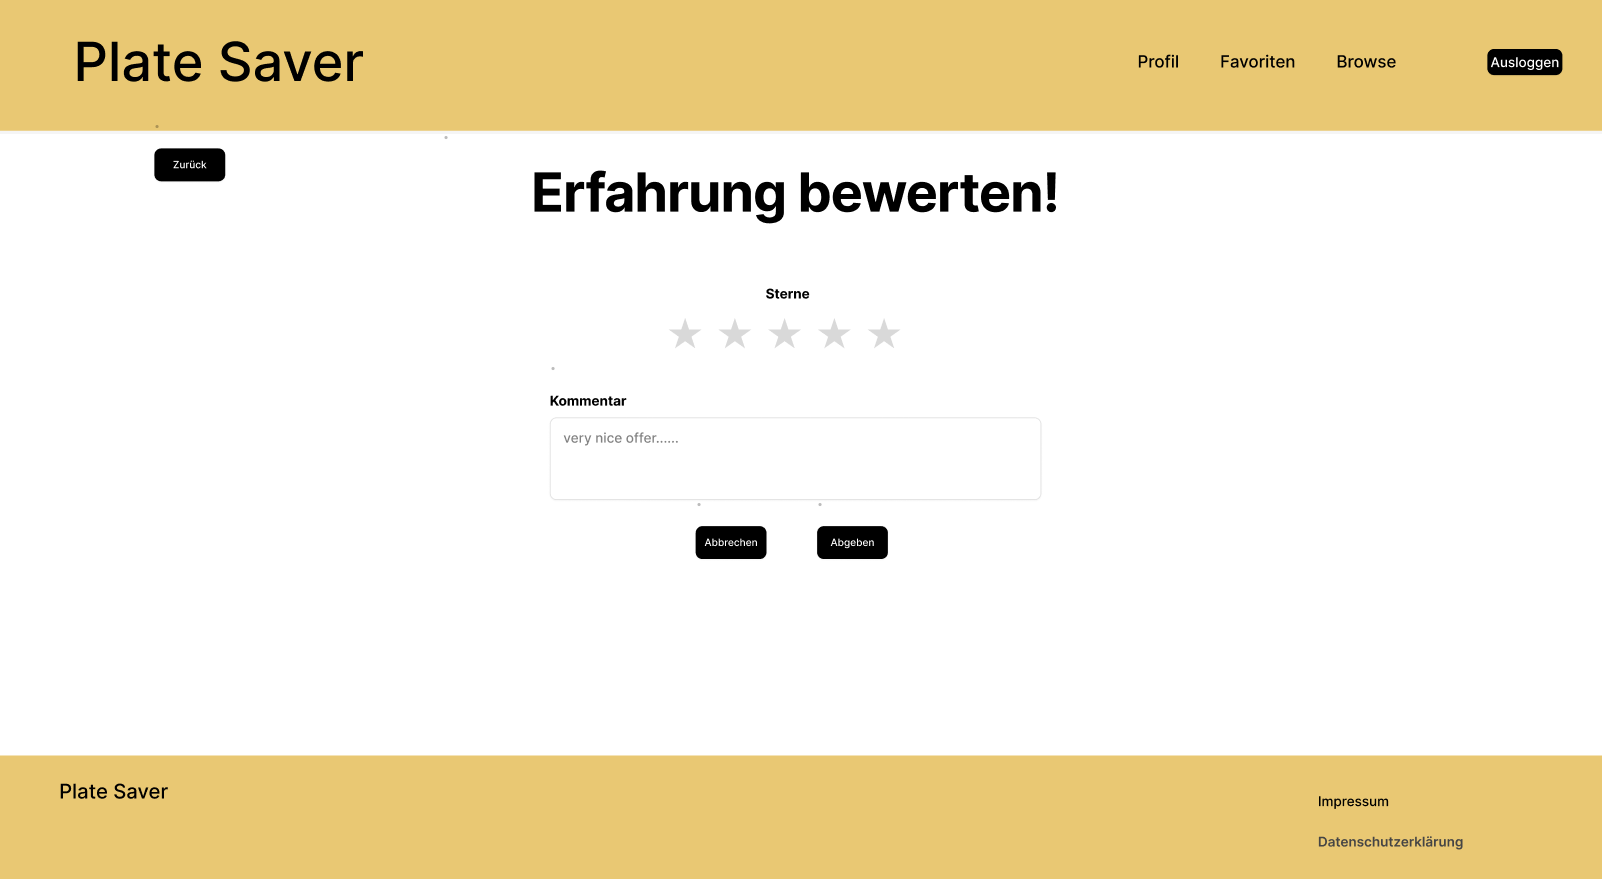 Plate Saver
Profil
Favoriten
Browse
Ausloggen
Zurück
Erfahrung bewerten!
Sterne
Kommentar
very nice offer......
Abbrechen
Abgeben
Plate Saver
Impressum
Datenschutzerklärung